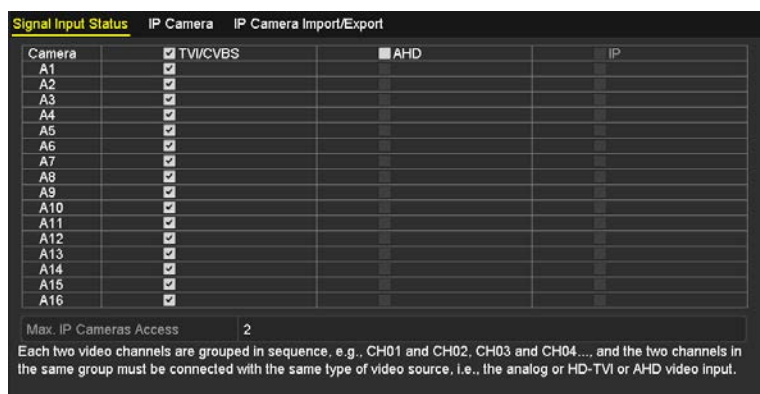 Signal Input Status IP Camera IP Camera Import/Export
Camera TVI/CVBS AHD IP
A1
A2
A3
A4
A5
A6
A7
A8
A9
A10
A11
A12
A13
A14
A15
A16
Max. IP Cameras Access 2
Each two video channels are grouped in sequence, e.g., CH01 and CH02, CH03 and CH04..., and the two channels in
the same group must be connected with the same type of video source, i.e., the analog or HD-TVI or AHD video input.